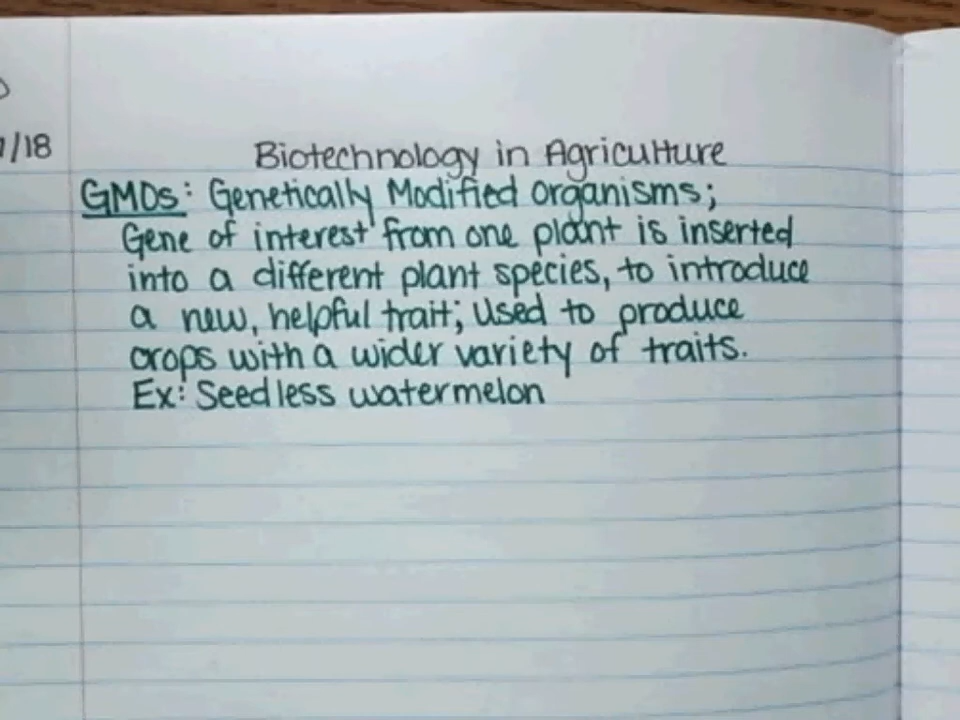 1/18
Biotechnology in Agriculture
GMOs: Genetically Modified Organisms;
Gene of interest from one plant is inserted
into a different plant species, to introduce
a new, helpful trait; Used to produce
crops with a wider variety of traits.
Ex: Seedless watermelon